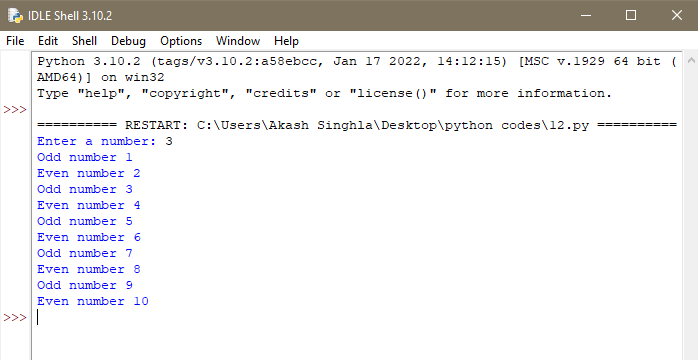 IDLE Shell 3.10.2
File Edit Shell Debug Options Window Help
Python 3.10.2 (tags/v3.10.2:a58ebcc, Jan 17 2022, 14:12:15) [MSC v.1929 64 bit (
AMD64)] on win32
Type "help", "copyright", "credits" or "license()" for more information.
>>>
========== RESTART: C:\Users\Akash Singhla\Desktop\python codes\12.py ==========
Enter a number: 3
Odd number 1
Even number 2
Odd number 3
Even number 4
Odd number 5
Even number 6
Odd number 7
Even number 8
Odd number 9
Even number 10
>>>